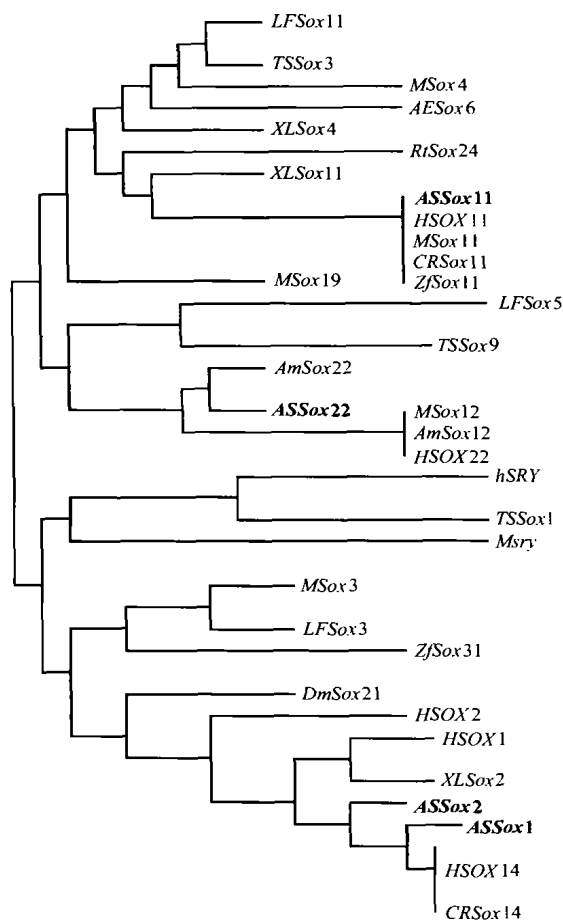 LFSox11
TSSox3
MSox4
AESox6
XLSox4
RtSox24
XLSox11
ASSox11
HSOX11
MSox11
CRSox11
ZfSox11
MSox19
LFSox5
TSSox9
AmSox22
ASSox22
MSox12
AmSox12
HSOX22
hSRY
TSSox1
Msry
MSox3
LFSox3
ZfSox31
DmSox21
HSOX2
HSOX1
XLSox2
ASSox2
ASSox1
HSOX14
CRSox14